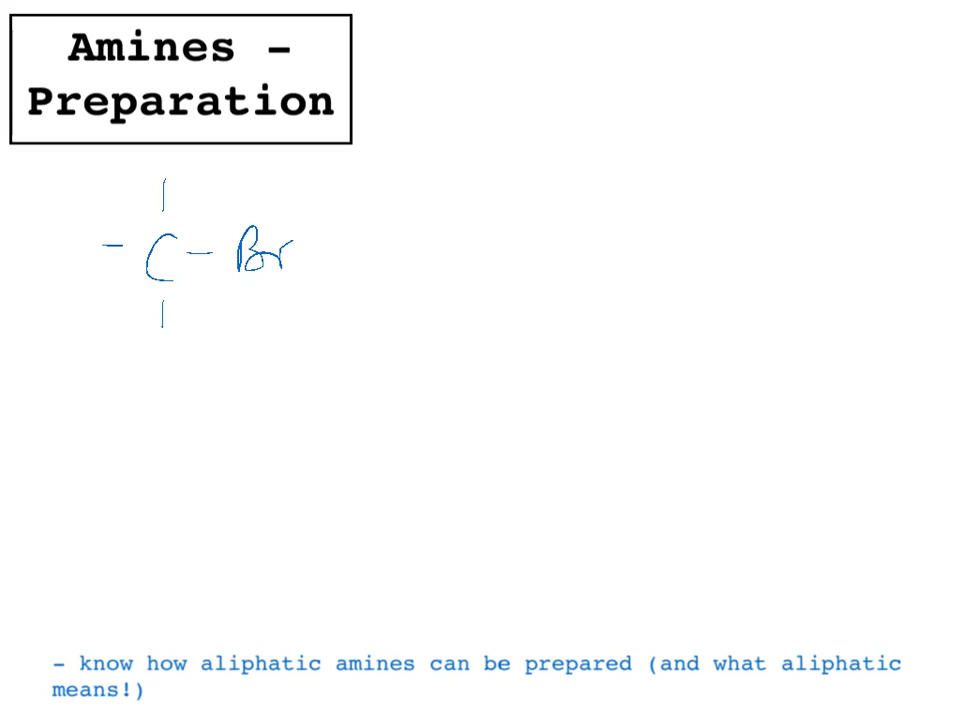 Amines -
Preparation
- C - Br
- know how aliphatic amines can be prepared (and what aliphatic
means!)